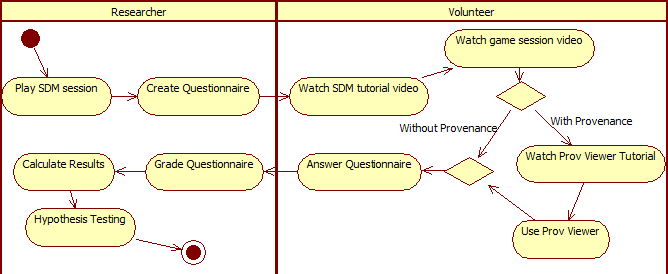 Researcher
Volunteer
Watch game session video
Play SDM session
Create Questionnaire
Watch SDM tutorial video
Without Provenance
With Provenance
Calculate Results
Grade Questionnaire
Answer Questionnaire
Watch Prov Viewer Tutorial
Hypothesis Testing
Use Prov Viewer